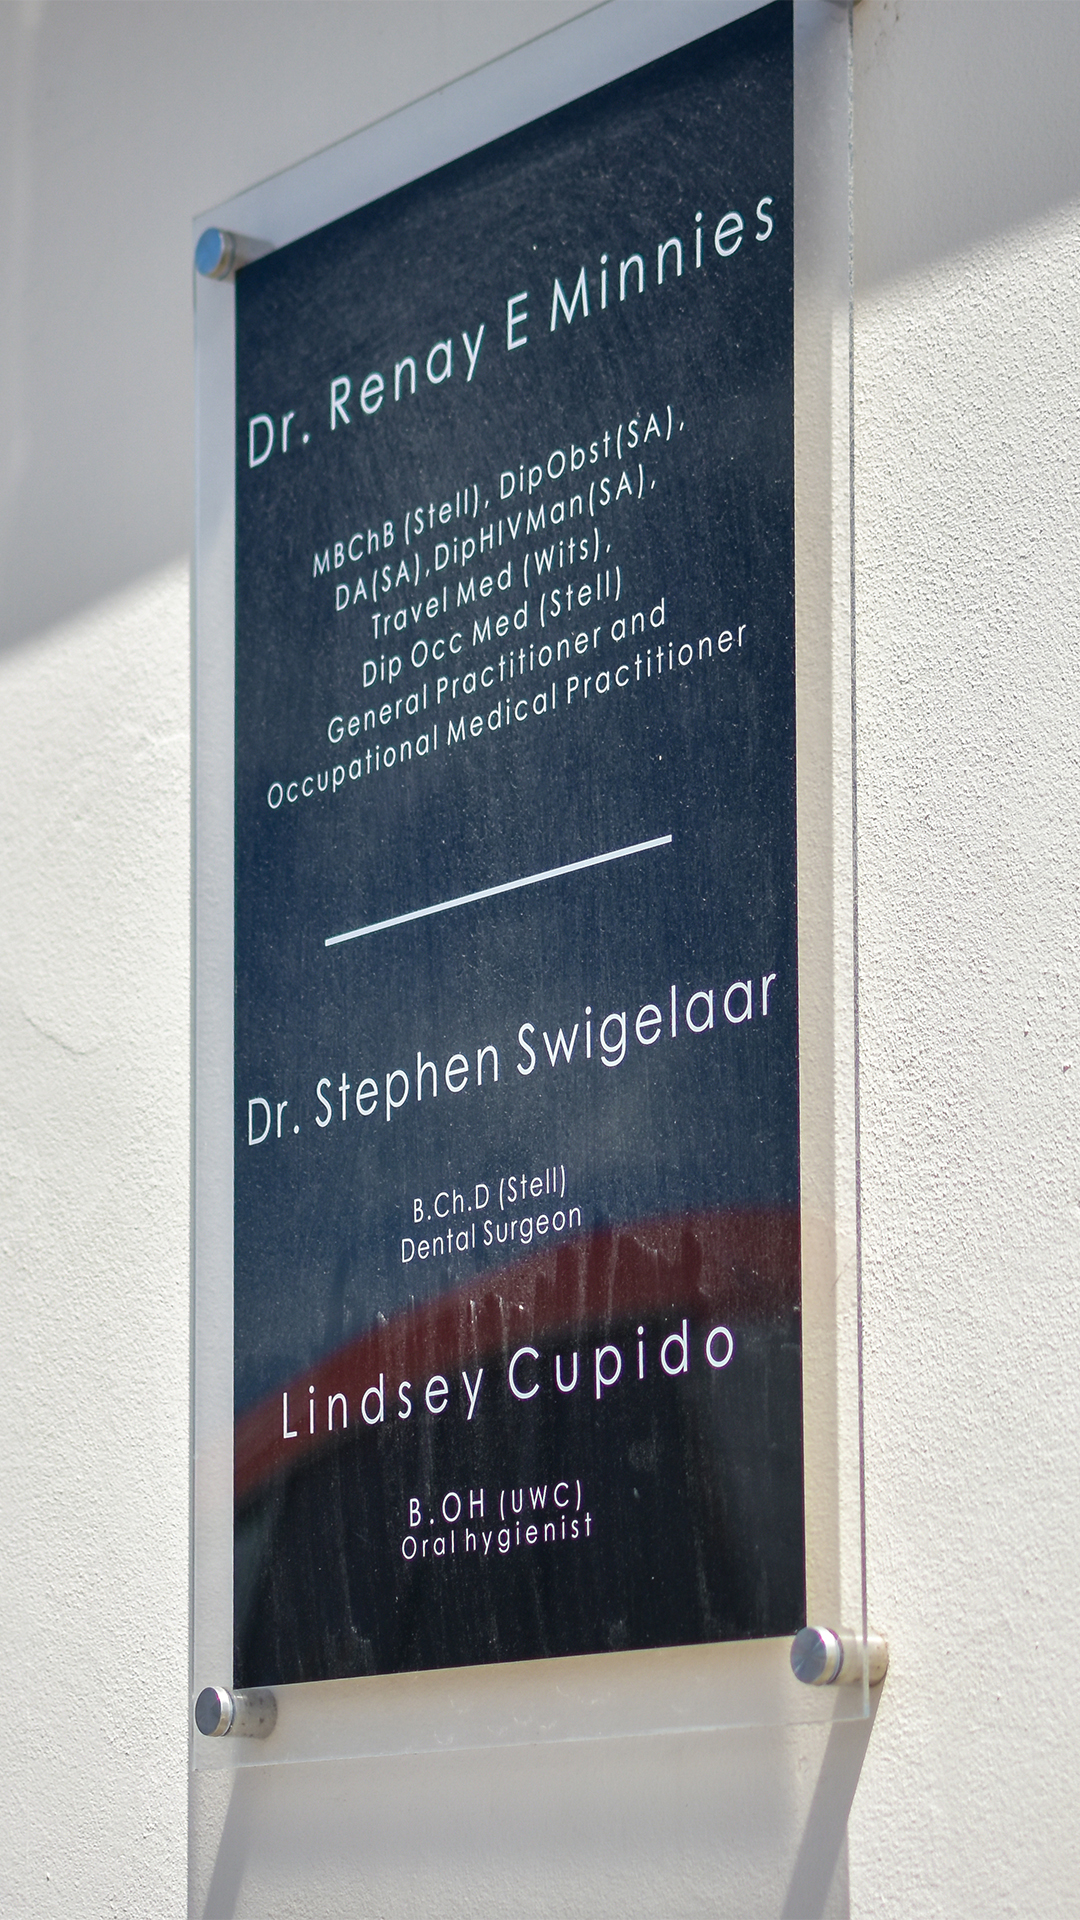 Dr. Renay E Minnies
MBChB (Stell), DipObst(SA),
DA(SA),DipHIVMan(SA),
Travel Med (Wits),
Dip Occ Med (Stell)
General Practitioner and
Occupational Medical Practitioner
Dr. Stephen Swigelaar
B.Ch.D (Stell)
Dental Surgeon
Lindsey Cupido
B.OH (UWC)
Oral hygienist